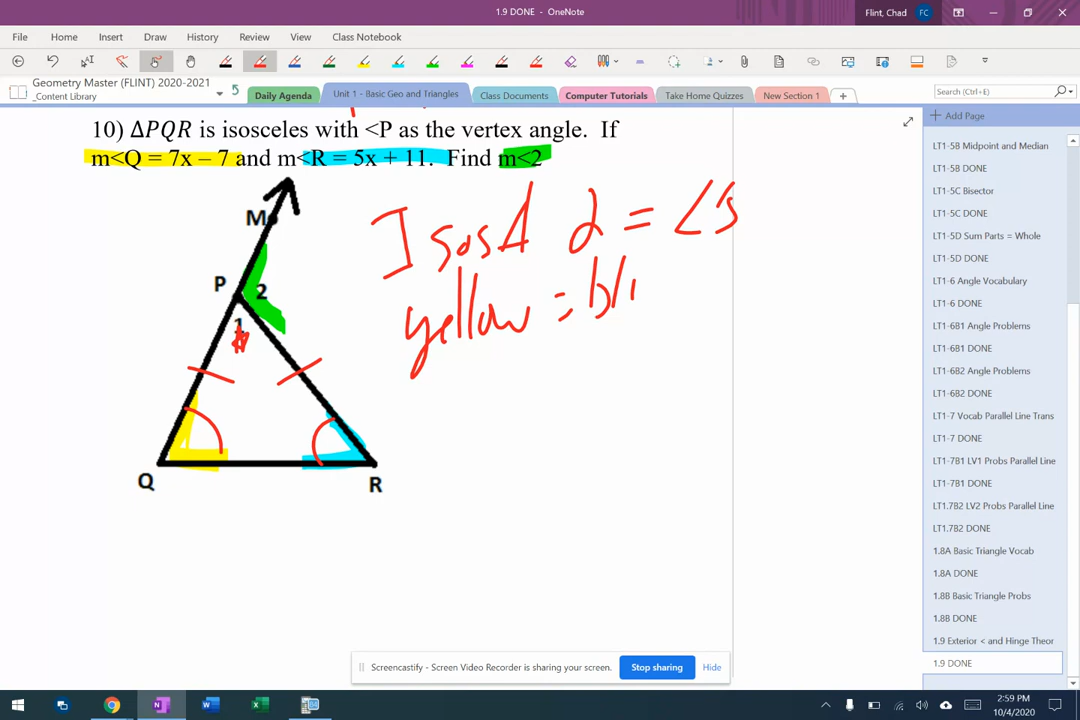 1.9 DONE - OneNote
Flint, Chad FC
File Home Insert Draw History Review View Class Notebook
Geometry Master (FLINT) 2020-2021
_Content Library
Daily Agenda Unit 1 - Basic Geo and Triangles Class Documents Computer Tutorials Take Home Quizzes New Section 1
Search (Ctrl+E)
10) ΔPQR is isosceles with <P as the vertex angle. If
m<Q = 7x – 7 and m<R = 5x + 11. Find m<2
M
P 2
1
Q
R
Isos Δ 2 = ∠'s
yellow = bl
Add Page
LT1-5B Midpoint and Median
LT1-5B DONE
LT1-5C Bisector
LT1-5C DONE
LT1-5D Sum Parts = Whole
LT1-5D DONE
LT1-6 Angle Vocabulary
LT1-6 DONE
LT1-6B1 Angle Problems
LT1-6B1 DONE
LT1-6B2 Angle Problems
LT1-6B2 DONE
LT1-7 Vocab Parallel Line Trans
LT1-7 DONE
LT1-7B1 LV1 Probs Parallel Line
LT1-7B1 DONE
LT1.7B2 LV2 Probs Parallel Line
LT1.7B2 DONE
1.8A Basic Triangle Vocab
1.8A DONE
1.8B Basic Triangle Probs
1.8B DONE
1.9 Exterior < and Hinge Theor
1.9 DONE
Screencastify - Screen Video Recorder is sharing your screen. Stop sharing Hide
2:59 PM
10/4/2020